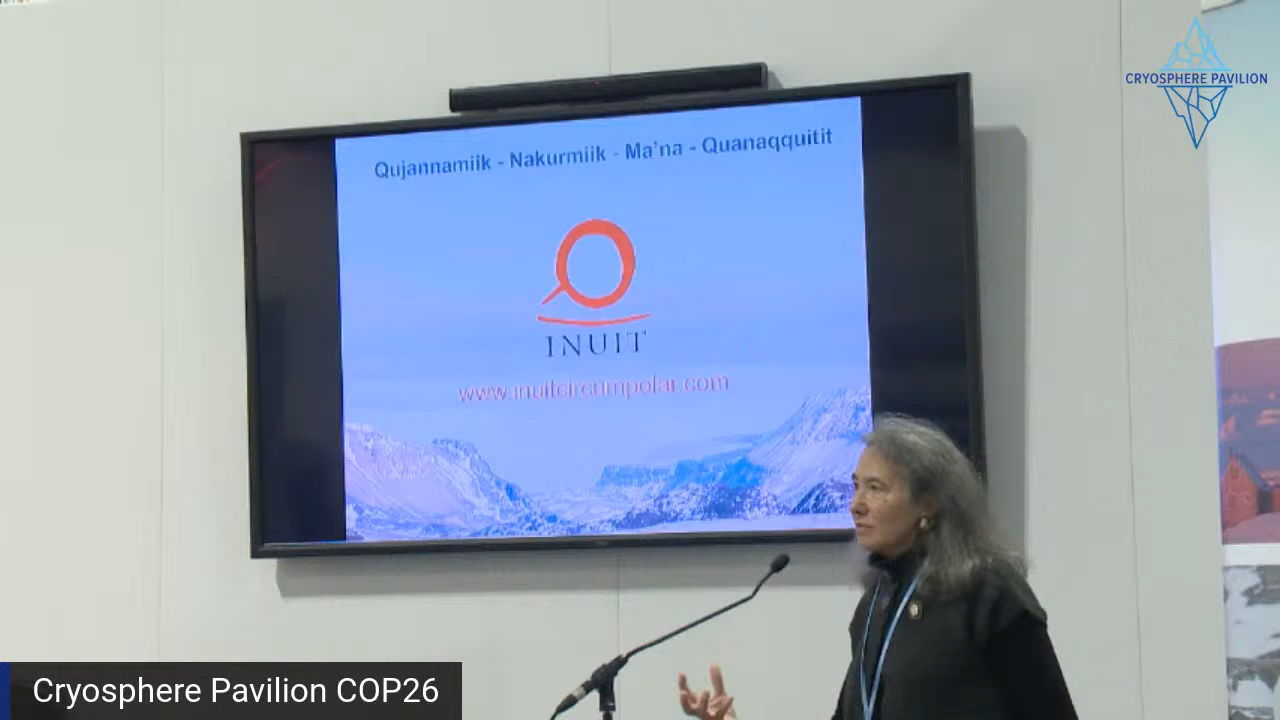 CRYOSPHERE PAVILION
Qujannamiik - Nakurmiik - Ma'na - Quanaqquitit
INUIT
www.inuitcircumpolar.com
Cryosphere Pavilion COP26